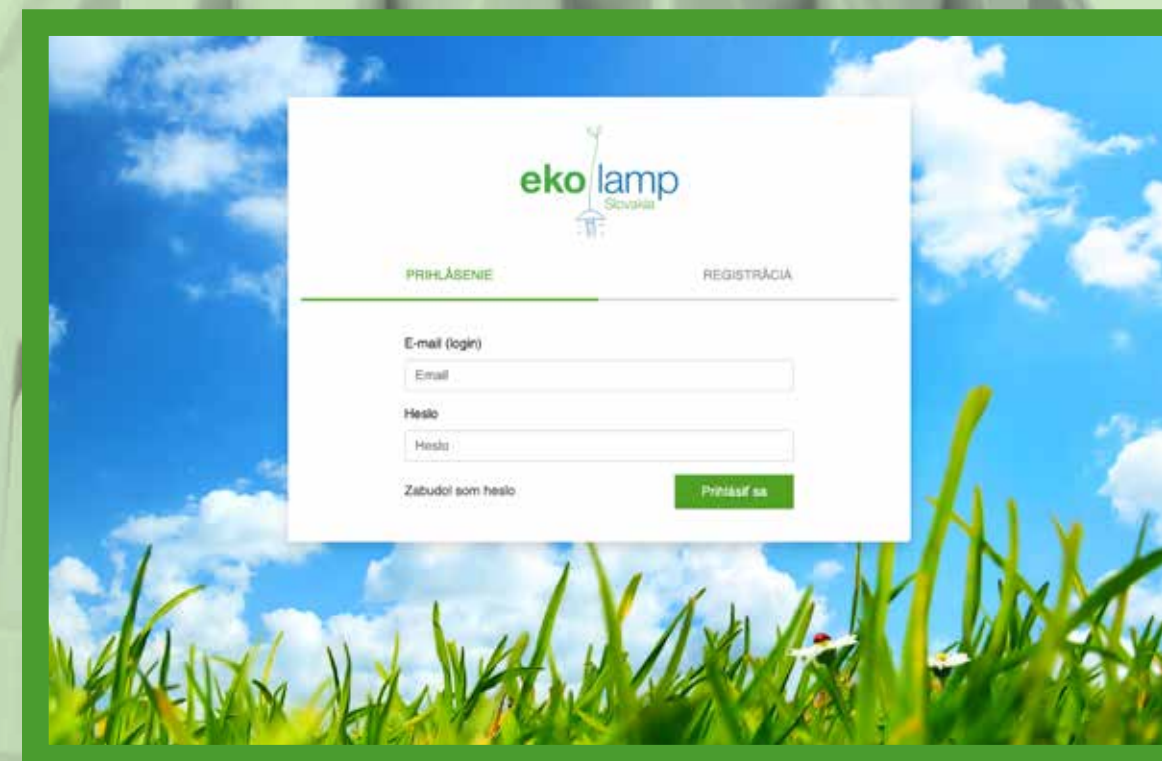 eko lamp
Slovakia
PRIHLÁSENIE
REGISTRÁCIA
E-mail (login)
Email
Heslo
Heslo
Zabudol som heslo
Prihlásiť sa